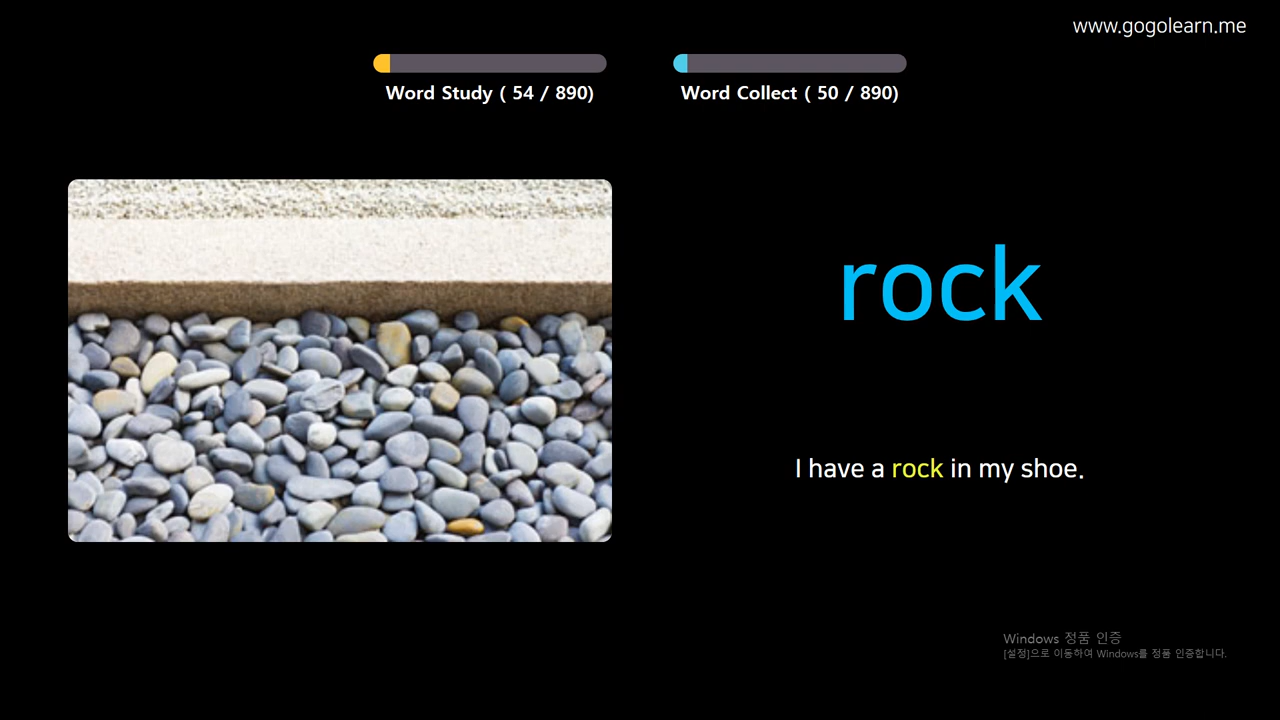 www.gogolearn.me
Word Study ( 54 / 890)
Word Collect ( 50 / 890)
rock
I have a rock in my shoe.
Windows 정품 인증
[설정]으로 이동하여 Windows를 정품 인증합니다.